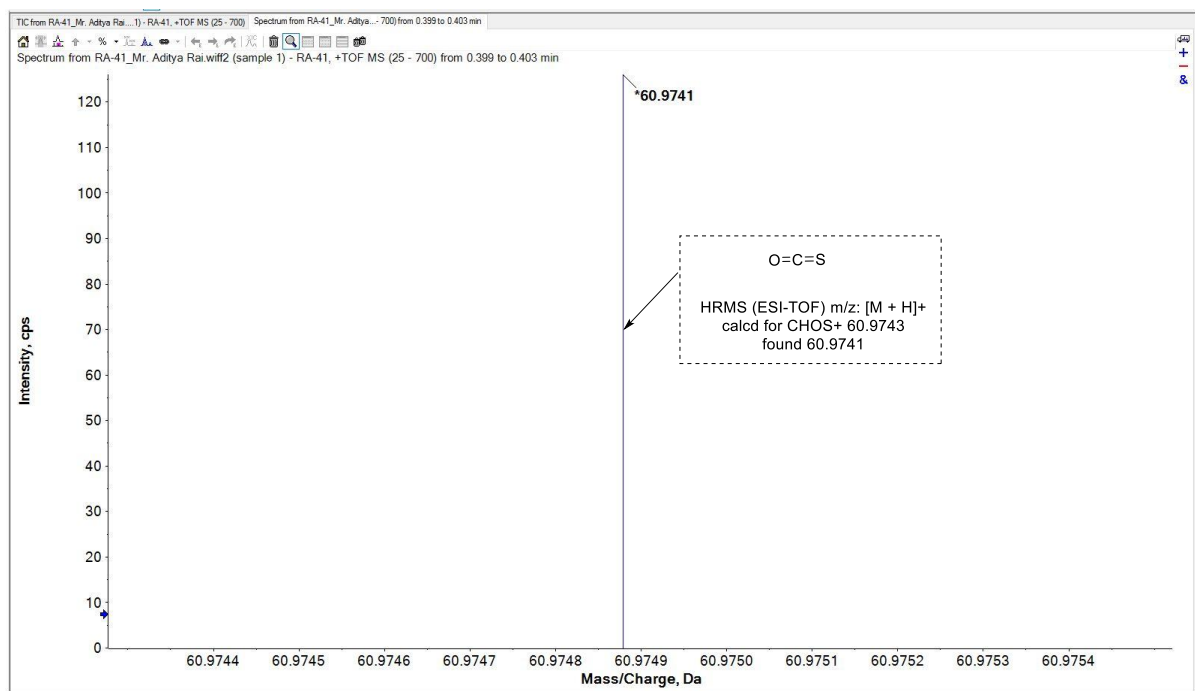 TIC from RA-41_Mr. Aditya Rai....1) - RA-41, +TOF MS (25 - 700)
Spectrum from RA-41_Mr. Aditya...- 700) from 0.399 to 0.403 min
%
Spectrum from RA-41_Mr. Aditya Rai.wiff2 (sample 1) - RA-41, +TOF MS (25 - 700) from 0.399 to 0.403 min
+
−
&
*60.9741
O=C=S
HRMS (ESI-TOF) m/z: [M + H]+
calcd for CHOS+ 60.9743
found 60.9741
Intensity, cps
120
110
100
90
80
70
60
50
40
30
20
10
0
60.9744 60.9745 60.9746 60.9747 60.9748 60.9749 60.9750 60.9751 60.9752 60.9753 60.9754
Mass/Charge, Da